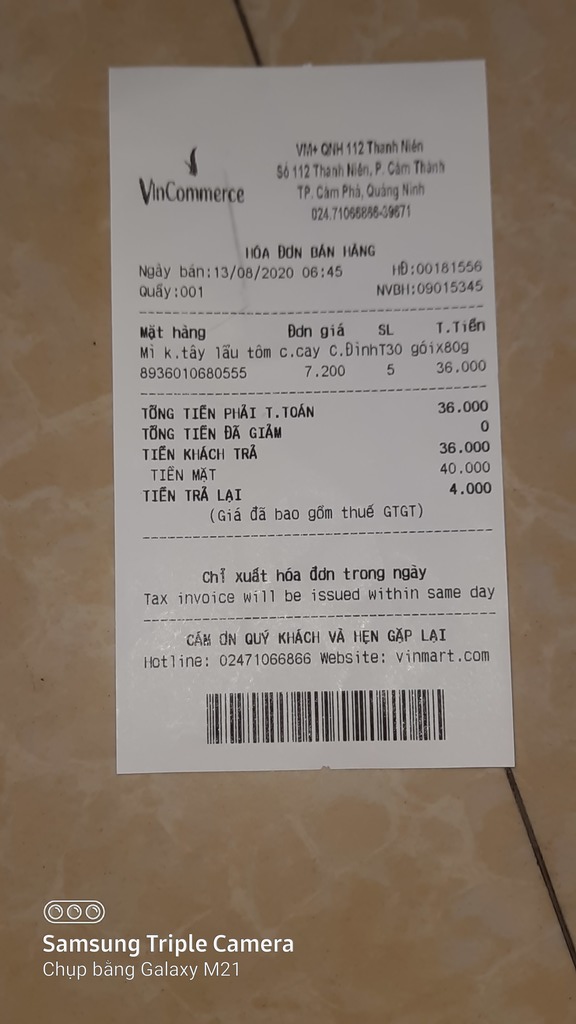 VinCommerce
VM+ QNH 112 Thanh Niên
Số 112 Thanh Niên, P. Cẩm Thành
TP. Cẩm Phả, Quảng Ninh
024.71066866-39671
HÓA ĐƠN BÁN HÀNG
Ngày bán:13/08/2020 06:45 HĐ:00181556
Quầy:001 NVBH:09015345
Mặt hàng Đơn giá SL T.Tiền
Mì k.tây lẩu tôm c.cay C.ĐìnhT30 góix80g
8936010680555 7.200 5 36.000
TỔNG TIỀN PHẢI T.TOÁN 36.000
TỔNG TIỀN ĐÃ GIẢM 0
TIỀN KHÁCH TRẢ 36.000
TIỀN MẶT 40.000
TIỀN TRẢ LẠI 4.000
(Giá đã bao gồm thuế GTGT)
Chỉ xuất hóa đơn trong ngày
Tax invoice will be issued within same day
CẢM ƠN QUÝ KHÁCH VÀ HẸN GẶP LẠI
Hotline: 02471066866 Website: vinmart.com
Samsung Triple Camera
Chụp bằng Galaxy M21